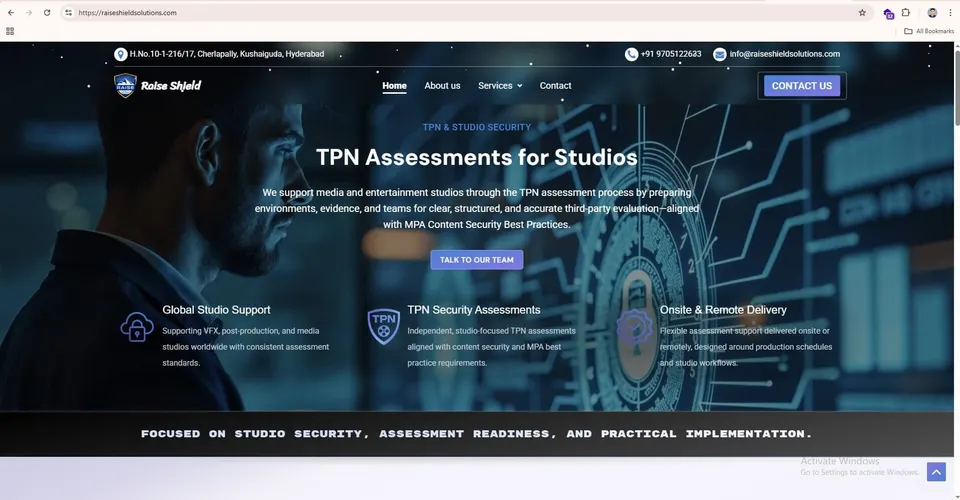 https://raiseshieldsolutions.com
12
All Bookmarks
H.No.10-1-216/17, Cherlapally, Kushaiguda, Hyderabad
+91 9705122633
info@raiseshieldsolutions.com
RAISE
Raise Shield
Home
About us
Services
Contact
CONTACT US
TPN & STUDIO SECURITY
TPN Assessments for Studios
We support media and entertainment studios through the TPN assessment process by preparing
environments, evidence, and teams for clear, structured, and accurate third-party evaluation—aligned
with MPA Content Security Best Practices.
TALK TO OUR TEAM
Global Studio Support
Supporting VFX, post-production, and media
studios worldwide with consistent assessment
standards.
TPN
TPN Security Assessments
Independent, studio-focused TPN assessments
aligned with content security and MPA best
practice requirements.
Onsite & Remote Delivery
Flexible assessment support delivered onsite or
remotely, designed around production schedules
and studio workflows.
FOCUSED ON STUDIO SECURITY, ASSESSMENT READINESS, AND PRACTICAL IMPLEMENTATION.
Activate Windows
Go to Settings to activate Windows.